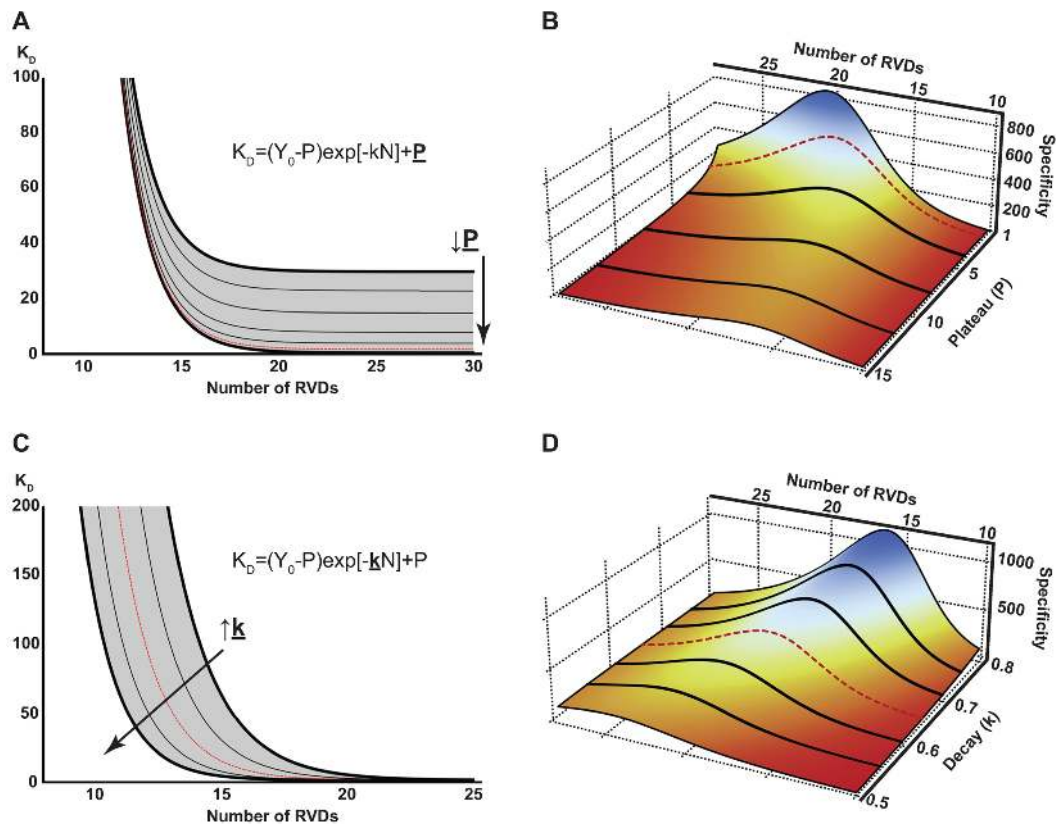 A
K_D
100
80
60
40
20
0
10
15
20
25
30
Number of RVDs
K_D=(Y_0-P)exp[-kN]+P
↓P
B
Number of RVDs
25
20
15
10
800
600
400
200
Specificity
1
5
10
15
Plateau (P)
C
K_D
200
150
100
50
0
10
15
20
25
Number of RVDs
K_D=(Y_0-P)exp[-kN]+P
↑k
D
Number of RVDs
25
20
15
10
1000
500
Specificity
0.8
0.7
0.6
0.5
Decay (k)